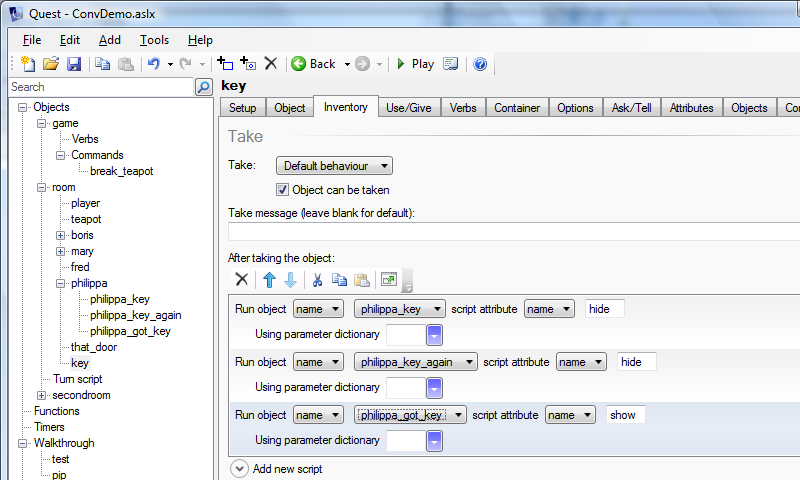 Quest - ConvDemo.aslx
File Edit Add Tools Help
Back Play
Search
Objects
game
Verbs
Commands
break_teapot
room
player
teapot
boris
mary
fred
philippa
philippa_key
philippa_key_again
philippa_got_key
that_door
key
Turn script
secondroom
Functions
Timers
Walkthrough
test
pip
key
Setup Object Inventory Use/Give Verbs Container Options Ask/Tell Attributes Objects
Take
Take: Default behaviour
Object can be taken
Take message (leave blank for default):
After taking the object:
Run object name philippa_key script attribute name hide
Using parameter dictionary
Run object name philippa_key_again script attribute name hide
Using parameter dictionary
Run object name philippa_got_key script attribute name show
Using parameter dictionary
Add new script